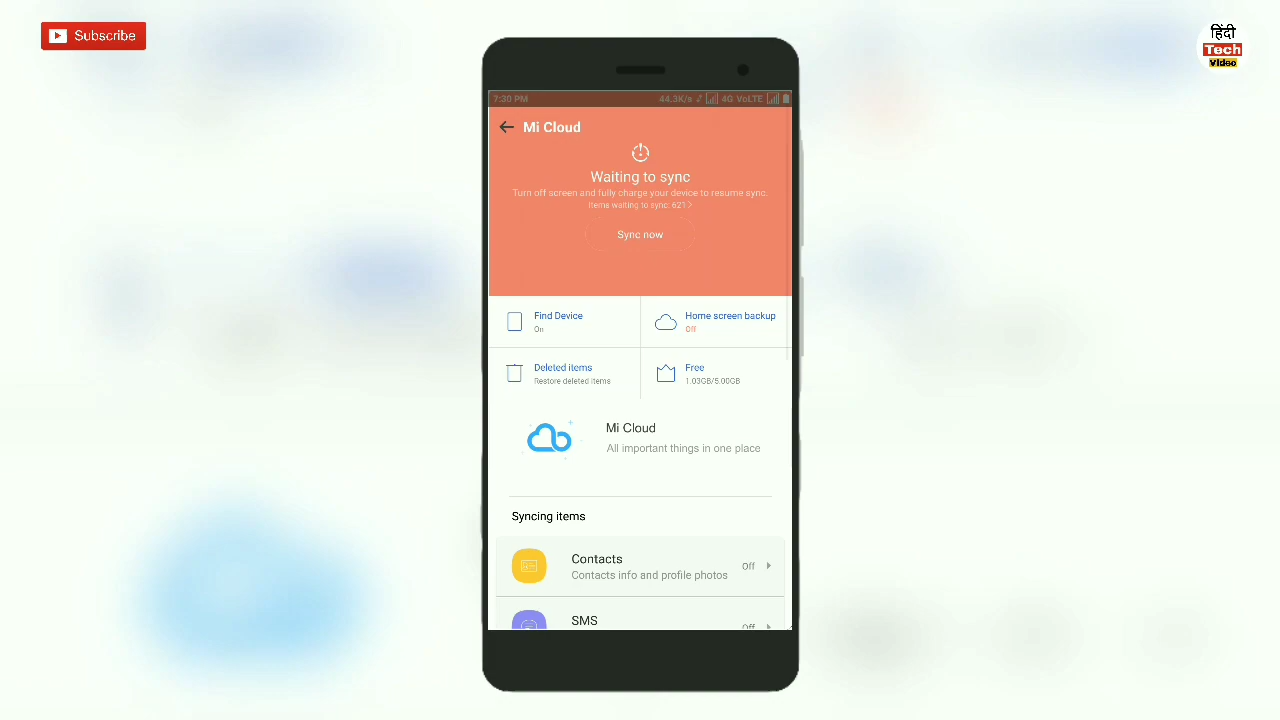 Subscribe
हिंदी
Tech
Video
7:30 PM
44.3K/s 4G VoLTE
Mi Cloud
Waiting to sync
Turn off screen and fully charge your device to resume sync.
Items waiting to sync: 621
Sync now
Find Device
On
Home screen backup
Off
Deleted items
Restore deleted items
Free
1.03GB/5.00GB
Mi Cloud
All important things in one place
Syncing items
Contacts
Contacts info and profile photos
Off
SMS
Off